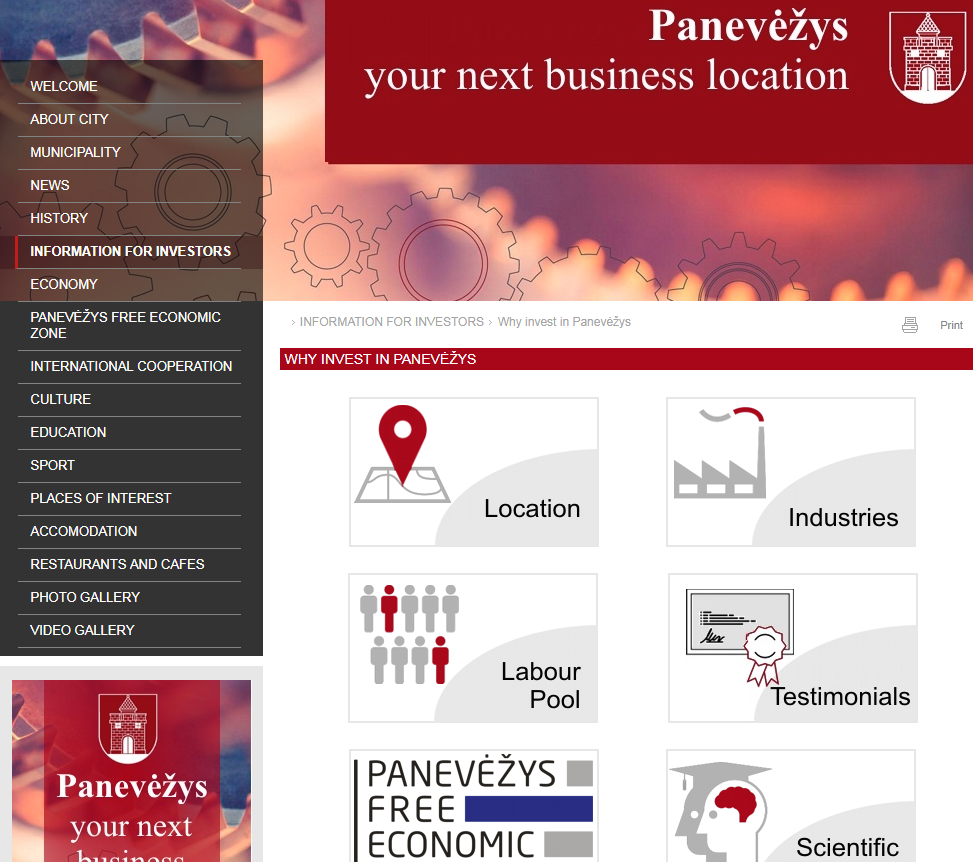 Panevėžys
your next business location
WELCOME
ABOUT CITY
MUNICIPALITY
NEWS
HISTORY
INFORMATION FOR INVESTORS
ECONOMY
PANEVĖŽYS FREE ECONOMIC
ZONE
INTERNATIONAL COOPERATION
CULTURE
EDUCATION
SPORT
PLACES OF INTEREST
ACCOMODATION
RESTAURANTS AND CAFES
PHOTO GALLERY
VIDEO GALLERY
Panevėžys
your next
business
INFORMATION FOR INVESTORS › Why invest in Panevėžys
Print
WHY INVEST IN PANEVĖŽYS
Location
Industries
Labour
Pool
Testimonials
PANEVĖŽYS
FREE
ECONOMIC
Scientific